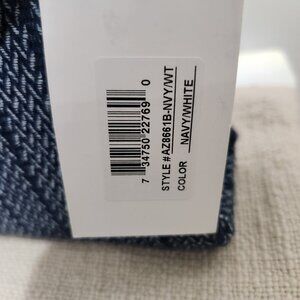 7 34750 22769 0
STYLE # AZ8661B-NVY/WT
COLOR NAVY/WHITE